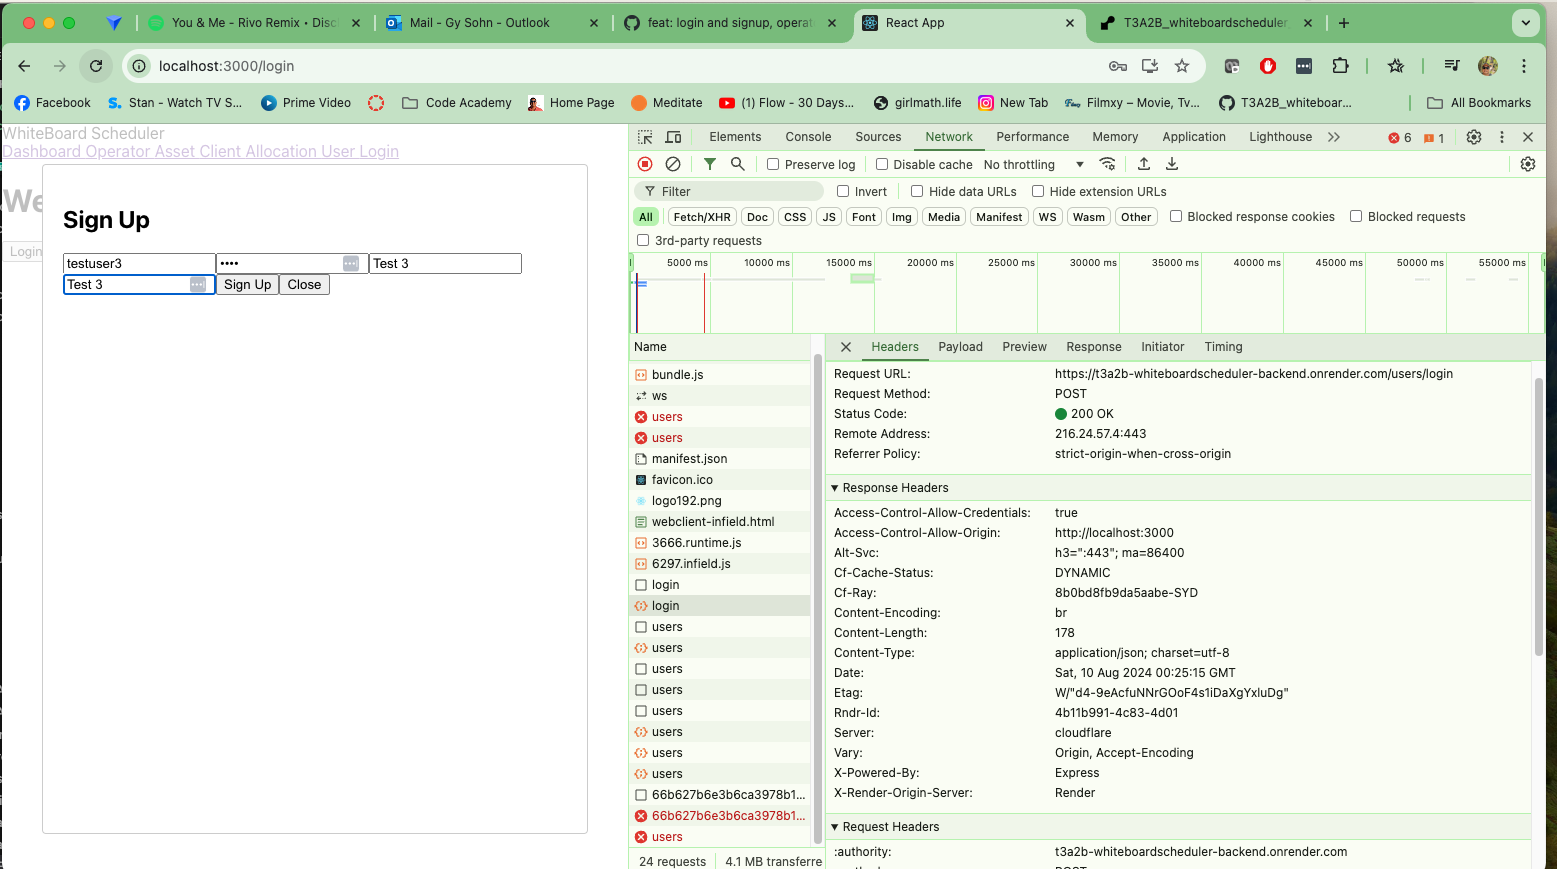 You & Me - Rivo Remix • Disc
Mail - Gy Sohn - Outlook
feat: login and signup, operat
React App
T3A2B_whiteboardscheduler_
localhost:3000/login
Facebook
Stan - Watch TV S...
Prime Video
Code Academy
Home Page
Meditate
(1) Flow - 30 Days...
girlmath.life
New Tab
Filmxy – Movie, Tv...
T3A2B_whiteboar...
All Bookmarks
WhiteBoard Scheduler
Dashboard Operator Asset Client Allocation User Login
We
Login
Sign Up
testuser3
••••
Test 3
Test 3
Sign Up
Close
Elements
Console
Sources
Network
Performance
Memory
Application
Lighthouse
6
1
Preserve log
Disable cache
No throttling
Filter
Invert
Hide data URLs
Hide extension URLs
All
Fetch/XHR
Doc
CSS
JS
Font
Img
Media
Manifest
WS
Wasm
Other
Blocked response cookies
Blocked requests
3rd-party requests
5000 ms
10000 ms
15000 ms
20000 ms
25000 ms
30000 ms
35000 ms
40000 ms
45000 ms
50000 ms
55000 ms
Name
bundle.js
ws
users
users
manifest.json
favicon.ico
logo192.png
webclient-infield.html
3666.runtime.js
6297.infield.js
login
login
users
users
users
users
users
users
users
users
66b627b6e3b6ca3978b1...
66b627b6e3b6ca3978b1...
users
24 requests
4.1 MB transferre
Headers
Payload
Preview
Response
Initiator
Timing
Request URL: https://t3a2b-whiteboardscheduler-backend.onrender.com/users/login
Request Method: POST
Status Code: 200 OK
Remote Address: 216.24.57.4:443
Referrer Policy: strict-origin-when-cross-origin
Response Headers
Access-Control-Allow-Credentials: true
Access-Control-Allow-Origin: http://localhost:3000
Alt-Svc: h3=":443"; ma=86400
Cf-Cache-Status: DYNAMIC
Cf-Ray: 8b0bd8fb9da5aabe-SYD
Content-Encoding: br
Content-Length: 178
Content-Type: application/json; charset=utf-8
Date: Sat, 10 Aug 2024 00:25:15 GMT
Etag: W/"d4-9eAcfuNNrGOoF4s1iDaXgYxluDg"
Rndr-Id: 4b11b991-4c83-4d01
Server: cloudflare
Vary: Origin, Accept-Encoding
X-Powered-By: Express
X-Render-Origin-Server: Render
Request Headers
:authority: t3a2b-whiteboardscheduler-backend.onrender.com